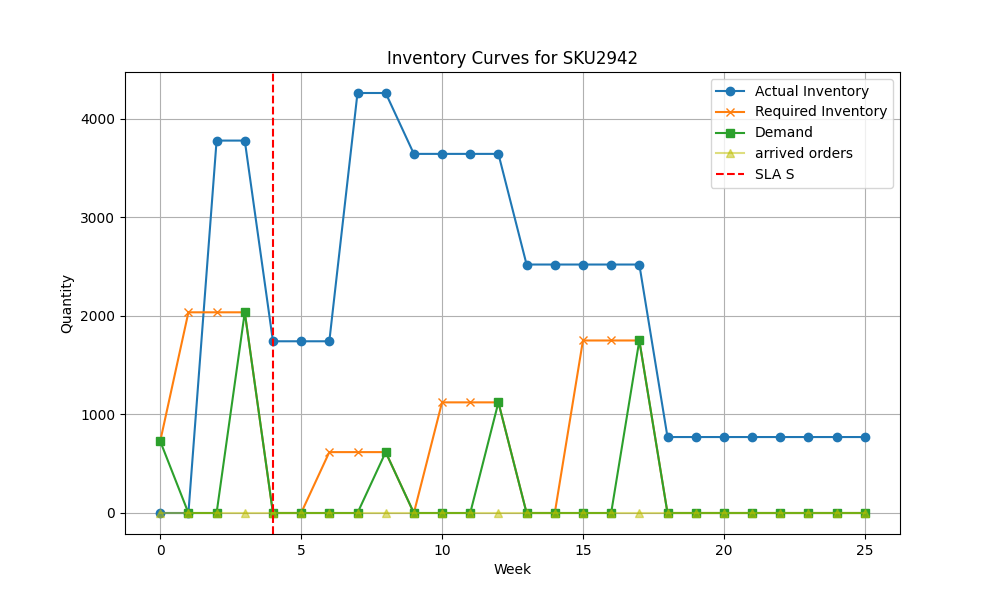 Inventory Curves for SKU2942
Actual Inventory
Required Inventory
Demand
arrived orders
SLA S
Quantity
4000
3000
2000
1000
0
0 5 10 15 20 25
Week